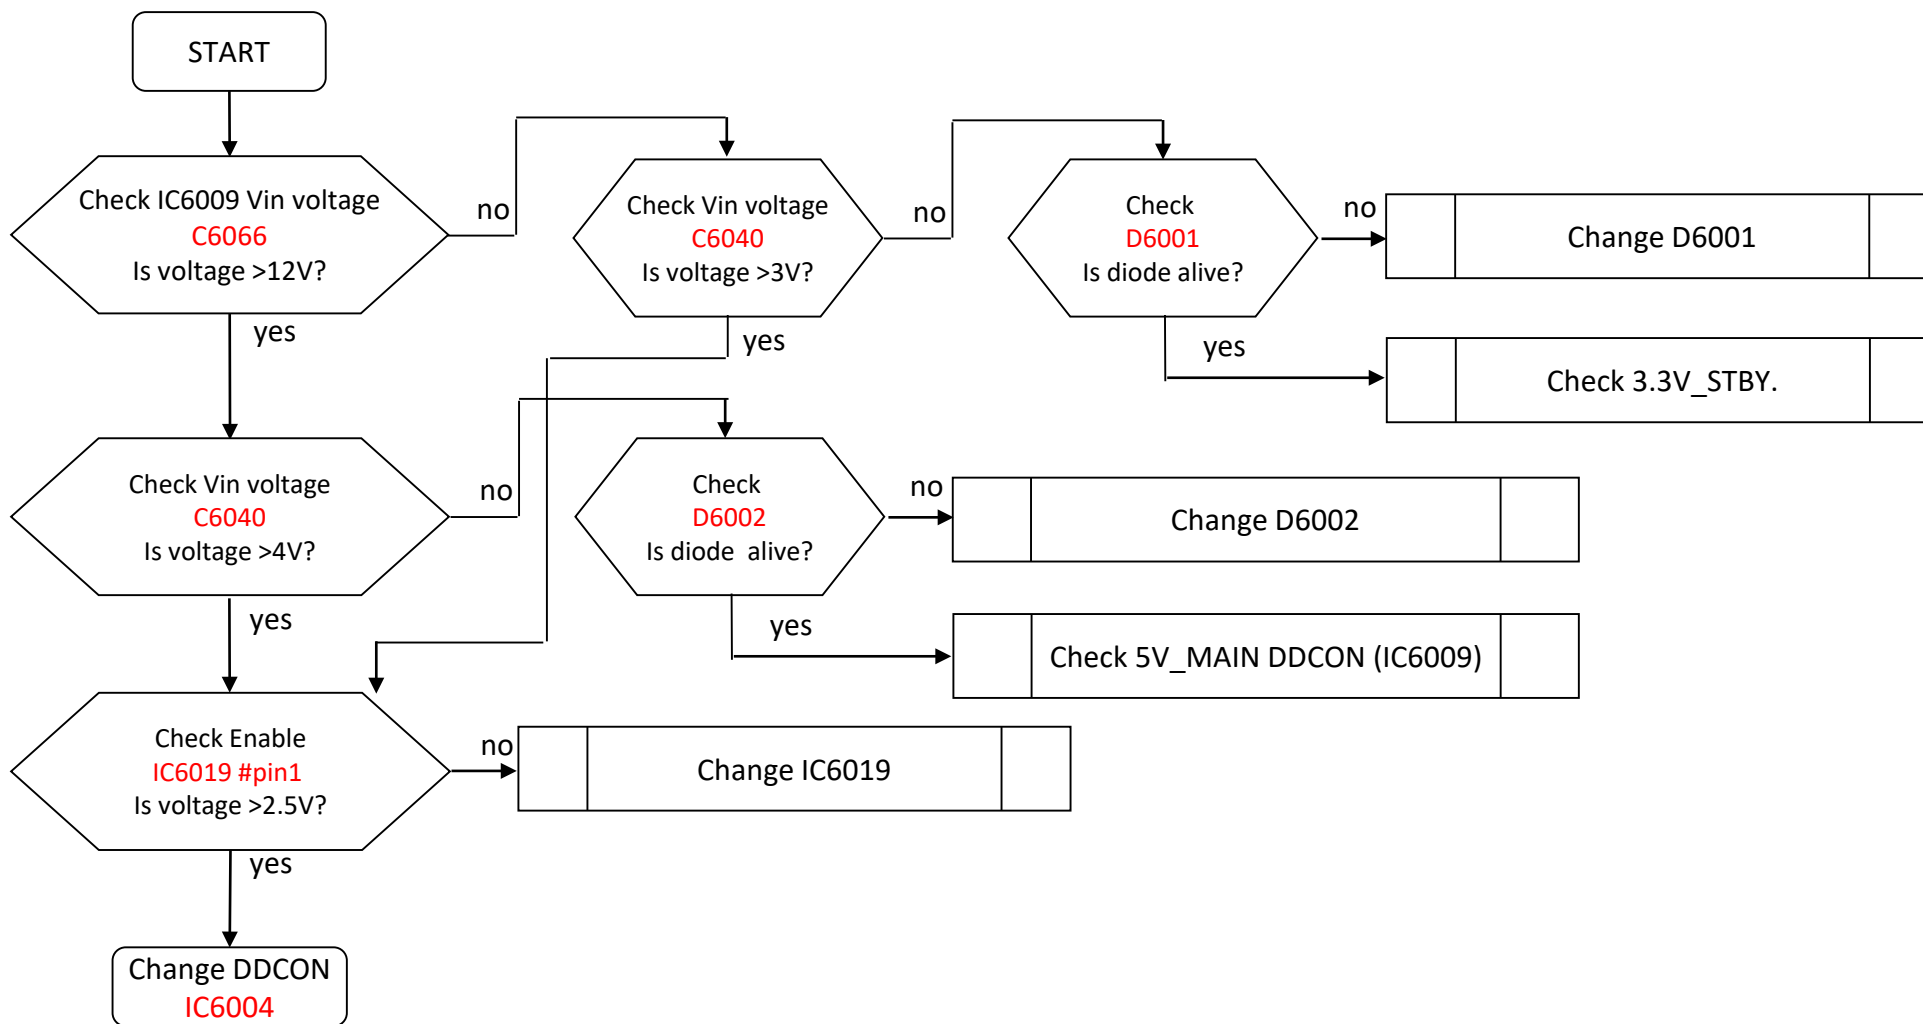 START
Check IC6009 Vin voltage
C6066
Is voltage >12V?
no
yes
Check Vin voltage
C6040
Is voltage >3V?
no
yes
Check
D6001
Is diode alive?
no
Change D6001
yes
Check 3.3V_STBY.
Check Vin voltage
C6040
Is voltage >4V?
no
yes
Check
D6002
Is diode  alive?
no
Change D6002
yes
Check 5V_MAIN DDCON (IC6009)
Check Enable
IC6019 #pin1
Is voltage >2.5V?
no
Change IC6019
yes
Change DDCON
IC6004